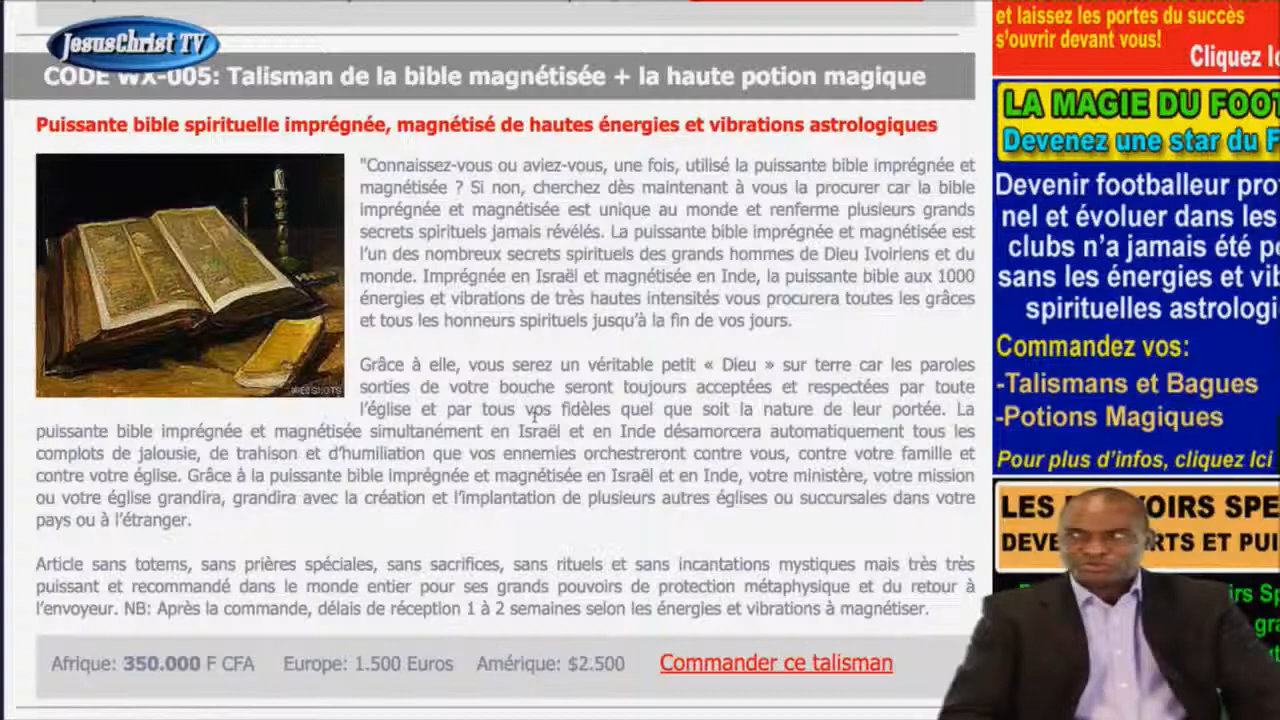 JesusChrist TV
CODE WX-005: Talisman de la bible magnétisée + la haute potion magique
Puissante bible spirituelle imprégnée, magnétisé de hautes énergies et vibrations astrologiques
"Connaissez-vous ou aviez-vous, une fois, utilisé la puissante bible imprégnée et
magnétisée ? Si non, cherchez dès maintenant à vous la procurer car la bible
imprégnée et magnétisée est unique au monde et renferme plusieurs grands
secrets spirituels jamais révélés. La puissante bible imprégnée et magnétisée est
l'un des nombreux secrets spirituels des grands hommes de Dieu Ivoiriens et du
monde. Imprégnée en Israël et magnétisée en Inde, la puissante bible aux 1000
énergies et vibrations de très hautes intensités vous procurera toutes les grâces
et tous les honneurs spirituels jusqu'à la fin de vos jours.
WEBSHOTS
Grâce à elle, vous serez un véritable petit « Dieu » sur terre car les paroles
sorties de votre bouche seront toujours acceptées et respectées par toute
l'église et par tous vos fidèles quel que soit la nature de leur portée. La
puissante bible imprégnée et magnétisée simultanément en Israël et en Inde désamorcera automatiquement tous les
complots de jalousie, de trahison et d'humiliation que vos ennemies orchestreront contre vous, contre votre famille et
contre votre église. Grâce à la puissante bible imprégnée et magnétisée en Israël et en Inde, votre ministère, votre mission
ou votre église grandira, grandira avec la création et l'implantation de plusieurs autres églises ou succursales dans votre
pays ou à l'étranger.
Article sans totems, sans prières spéciales, sans sacrifices, sans rituels et sans incantations mystiques mais très très
puissant et recommandé dans le monde entier pour ses grands pouvoirs de protection métaphysique et du retour à
l'envoyeur. NB: Après la commande, délais de réception 1 à 2 semaines selon les énergies et vibrations à magnétiser.
Afrique: 350.000 F CFA Europe: 1.500 Euros Amérique: $2.500 Commander ce talisman
et laissez les portes du succès
s'ouvrir devant vous!
Cliquez Ic
LA MAGIE DU FOOT
Devenez une star du F
Devenir footballeur pro
nel et évoluer dans les
clubs n'a jamais été p
sans les énergies et vi
spirituelles astrologi
Commandez vos:
-Talismans et Bagues
-Potions Magiques
Pour plus d'infos, cliquez Ici
LES OIRS SPE
DEVE RTS ET PUI
irs Sp
gra